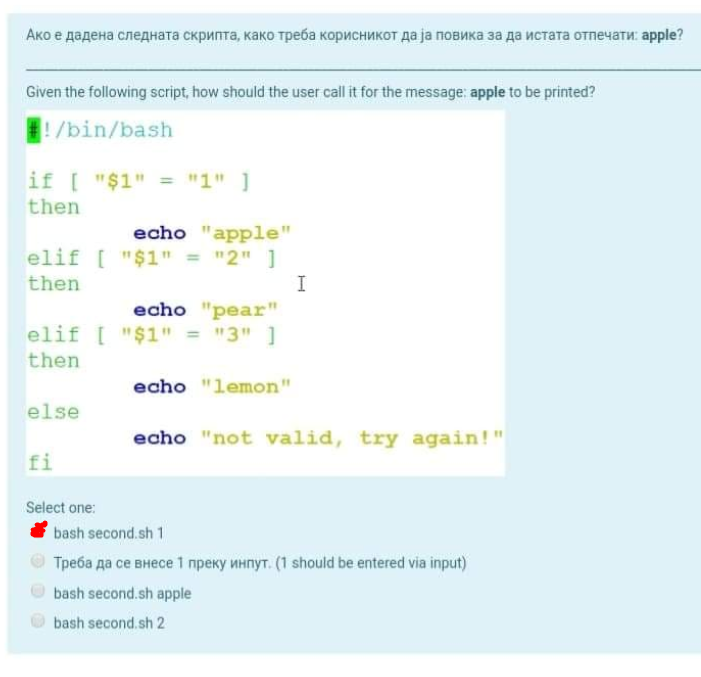 Ако е дадена следната скрипта, како треба корисникот да ја повика за да истата отпечати: apple?
Given the following script, how should the user call it for the message: apple to be printed?
#!/bin/bash
if [ "$1" = "1" ]
then
echo "apple"
elif [ "$1" = "2" ]
then
echo "pear"
elif [ "$1" = "3" ]
then
echo "lemon"
else
echo "not valid, try again!"
fi
Select one:
bash second.sh 1
Треба да се внесе 1 преку инпут. (1 should be entered via input)
bash second.sh apple
bash second.sh 2